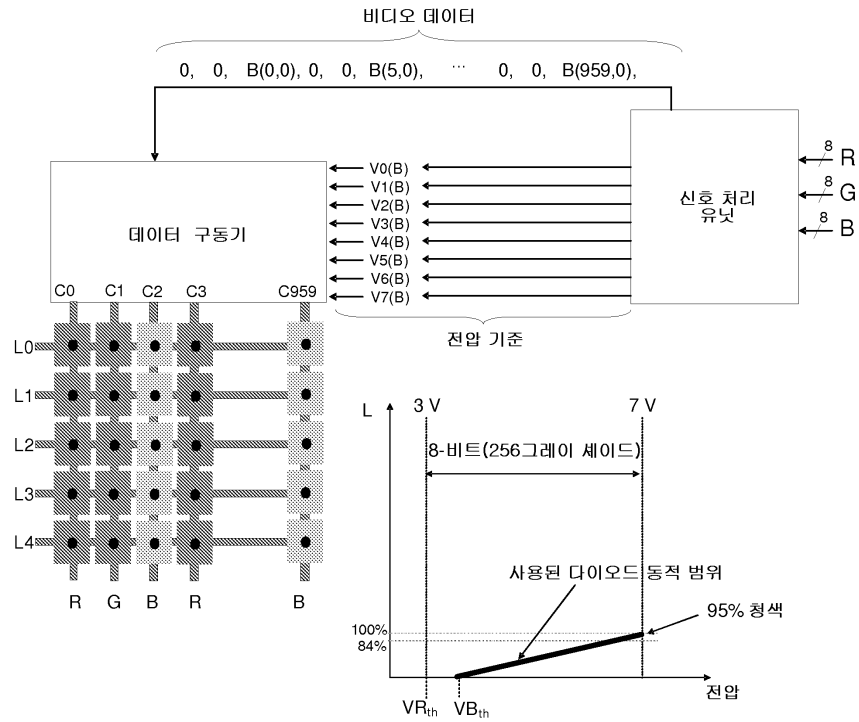 비디오 데이터
0, 0, B(0,0), 0, 0, B(5,0), ... 0, 0, B(959,0),
데이터 구동기
V0(B)
V1(B)
V2(B)
V3(B)
V4(B)
V5(B)
V6(B)
V7(B)
신호 처리
유닛
8 R
8 G
8 B
C0 C1 C2 C3 C959
전압 기준
L0
L1
L2
L3
L4
R G B R B
L 3 V 7 V
8-비트(256그레이 셰이드)
사용된 다이오드 동적 범위
95% 청색
100%
84%
전압
VRth VBth